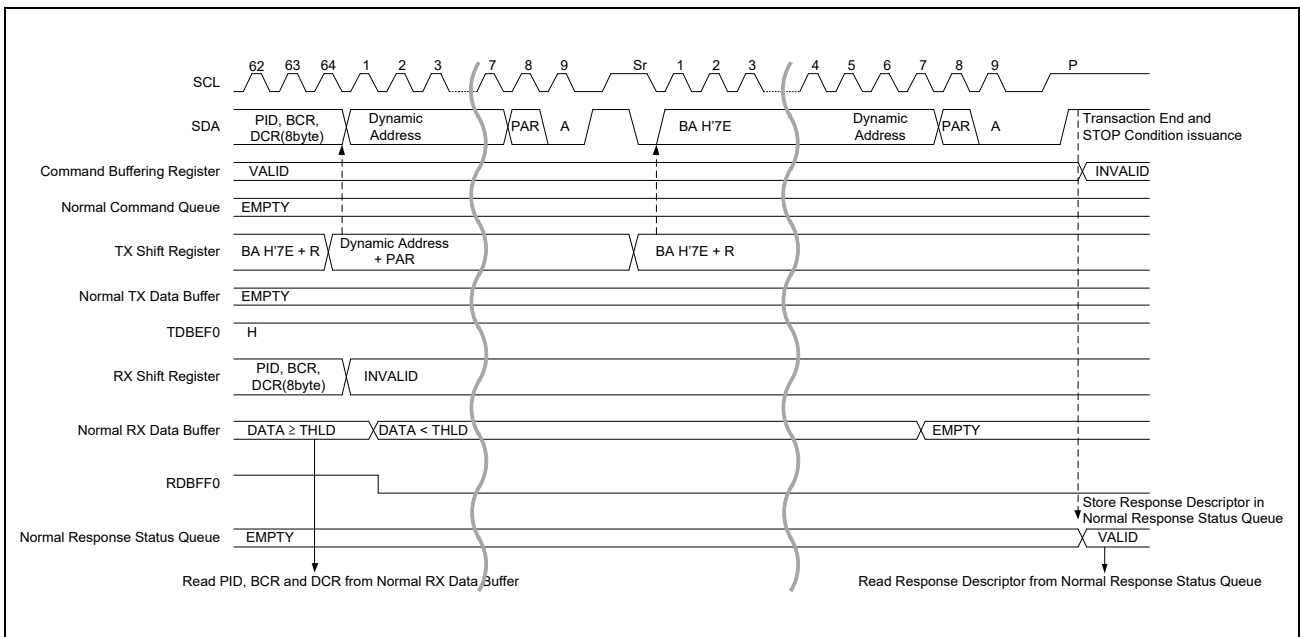 62 63 64 1 2 3 7 8 9 Sr 1 2 3 4 5 6 7 8 9 P
SCL
SDA PID, BCR, DCR(8byte) Dynamic Address PAR A BA H'7E Dynamic Address PAR A Transaction End and STOP Condition issuance
Command Buffering Register VALID INVALID
Normal Command Queue EMPTY
TX Shift Register BA H'7E + R Dynamic Address + PAR BA H'7E + R
Normal TX Data Buffer EMPTY
TDBEF0 H
RX Shift Register PID, BCR, DCR(8byte) INVALID
Normal RX Data Buffer DATA ≥ THLD DATA < THLD EMPTY
RDBFF0
Store Response Descriptor in
Normal Response Status Queue
Normal Response Status Queue EMPTY VALID
Read PID, BCR and DCR from Normal RX Data Buffer Read Response Descriptor from Normal Response Status Queue